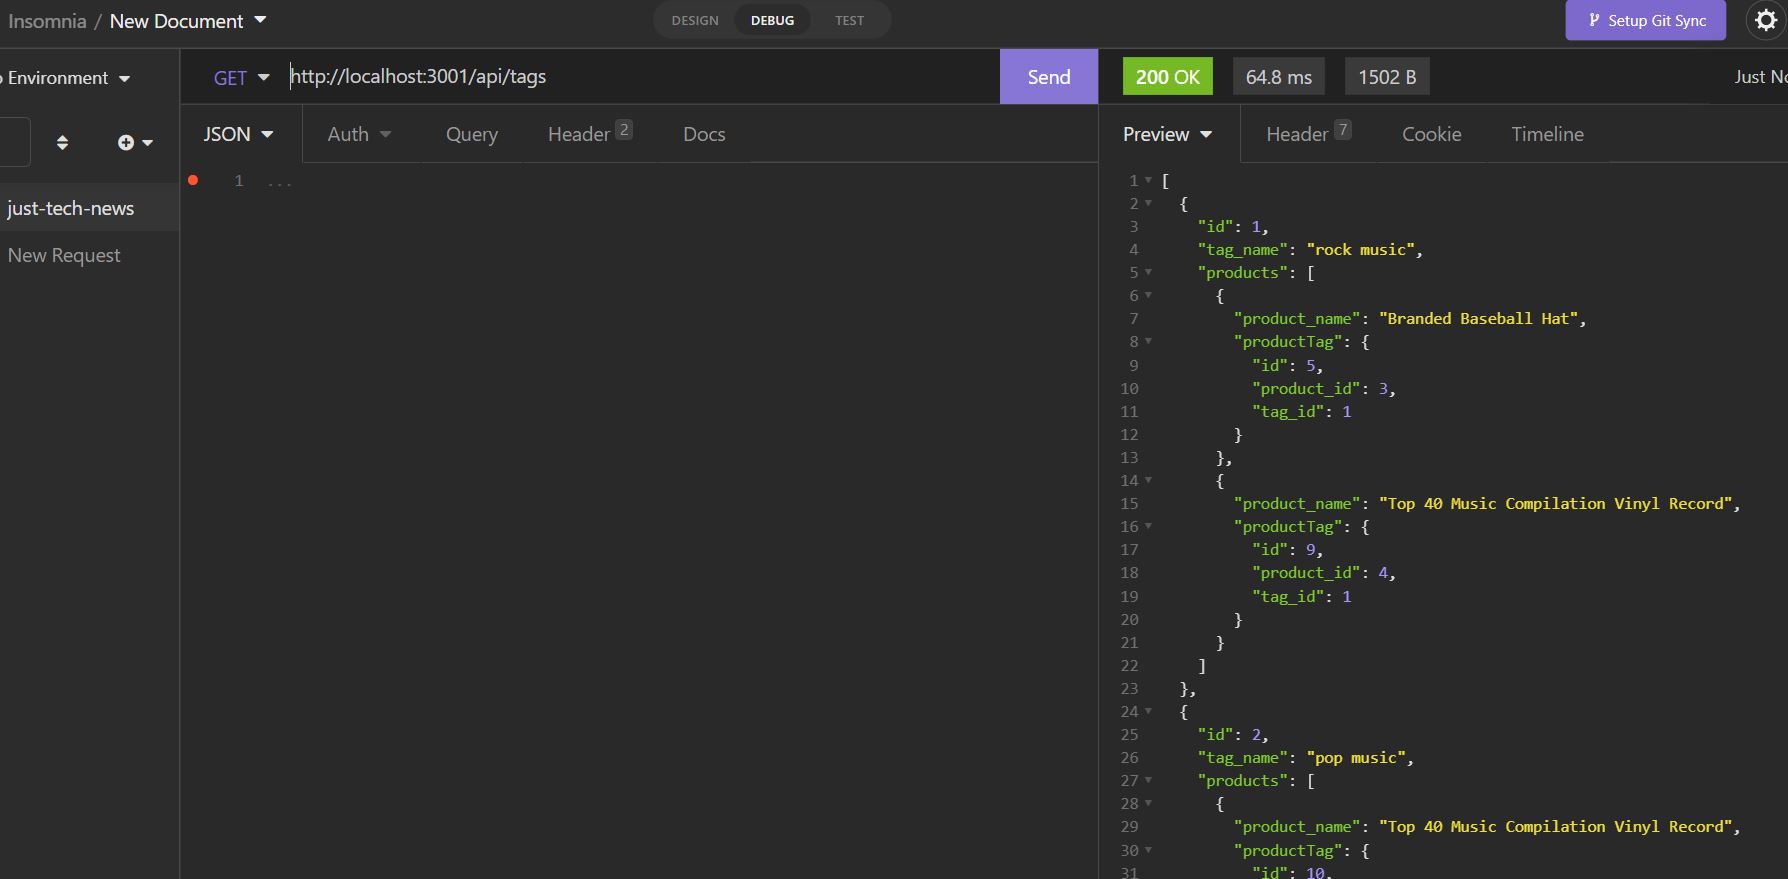 Insomnia / New Document
DESIGN DEBUG TEST
Setup Git Sync
Environment
GET http://localhost:3001/api/tags
Send
200 OK 64.8 ms 1502 B
Just
JSON Auth Query Header 2 Docs
Preview Header 7 Cookie Timeline
just-tech-news
New Request
1 ...
1 [
2 {
3 "id": 1,
4 "tag_name": "rock music",
5 "products": [
6 {
7 "product_name": "Branded Baseball Hat",
8 "productTag": {
9 "id": 5,
10 "product_id": 3,
11 "tag_id": 1
12 }
13 },
14 {
15 "product_name": "Top 40 Music Compilation Vinyl Record",
16 "productTag": {
17 "id": 9,
18 "product_id": 4,
19 "tag_id": 1
20 }
21 }
22 ]
23 },
24 {
25 "id": 2,
26 "tag_name": "pop music",
27 "products": [
28 {
29 "product_name": "Top 40 Music Compilation Vinyl Record",
30 "productTag": {
31 "id": 10,